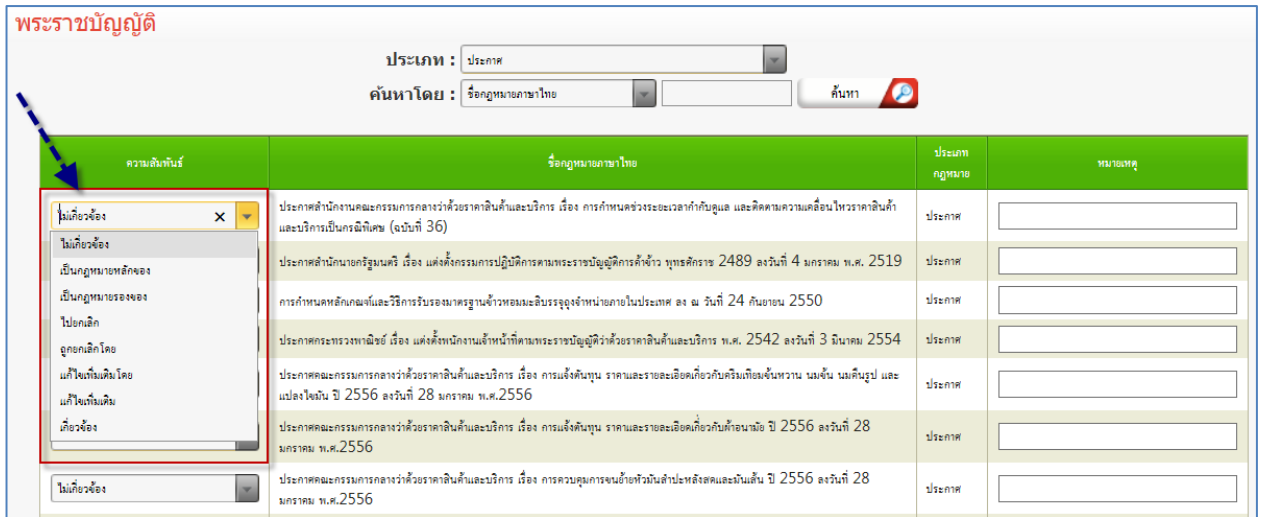 พระราชบัญญัติ
ประเภท : ประกาศ
ค้นหาโดย : ชื่อกฎหมายภาษาไทย ค้นหา
ความสัมพันธ์ ชื่อกฎหมายภาษาไทย ประเภท หมายเหตุ
กฎหมาย
ไม่เกี่ยวข้อง
ไม่เกี่ยวข้อง
เป็นกฎหมายหลักของ
เป็นกฎหมายรองของ
ไปยกเลิก
ถูกยกเลิกโดย
แก้ไขเพิ่มเติมโดย
แก้ไขเพิ่มเติม
เกี่ยวข้อง
ประกาศสำนักงานคณะกรรมการกลางว่าด้วยราคาสินค้าและบริการ เรื่อง การกำหนดช่วงระยะเวลากำกับดูแล และติดตามความเคลื่อนไหวราคาสินค้า
และบริการเป็นกรณีพิเศษ (ฉบับที่ 36)
ประกาศ
ประกาศสำนักนายกรัฐมนตรี เรื่อง แต่งตั้งกรรมการปฏิบัติการตามพระราชบัญญัติการค้าข้าว พุทธศักราช 2489 ลงวันที่ 4 มกราคม พ.ศ. 2519
ประกาศ
การกำหนดหลักเกณฑ์และวิธีการรับรองมาตรฐานข้าวหอมมะลิบรรจุถุงจำหน่ายภายในประเทศ ลง ณ วันที่ 24 กันยายน 2550
ประกาศ
ประกาศกระทรวงพาณิชย์ เรื่อง แต่งตั้งพนักงานเจ้าหน้าที่ตามพระราชบัญญัติว่าด้วยราคาสินค้าและบริการ พ.ศ. 2542 ลงวันที่ 3 มีนาคม 2554
ประกาศ
ประกาศคณะกรรมการกลางว่าด้วยราคาสินค้าและบริการ เรื่อง การแจ้งต้นทุน ราคาและรายละเอียดเกี่ยวกับครีมเทียมข้นหวาน นมข้น นมคืนรูป และ
แปลงไขมัน ปี 2556 ลงวันที่ 28 มกราคม พ.ศ.2556
ประกาศ
ประกาศคณะกรรมการกลางว่าด้วยราคาสินค้าและบริการ เรื่อง การแจ้งต้นทุน ราคาและรายละเอียดเกี่ยวกับผ้าอนามัย ปี 2556 ลงวันที่ 28
มกราคม พ.ศ.2556
ประกาศ
ไม่เกี่ยวข้อง
ประกาศคณะกรรมการกลางว่าด้วยราคาสินค้าและบริการ เรื่อง การควบคุมการขนย้ายหัวมันสำปะหลังสดและมันเส้น ปี 2556 ลงวันที่ 28
มกราคม พ.ศ.2556
ประกาศ